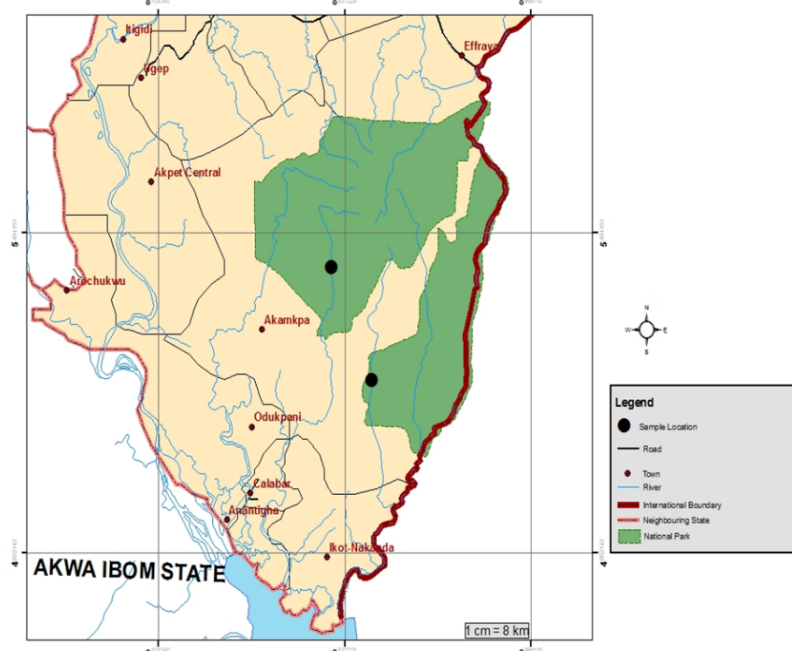 Itigidi
Ugep
Effraya
Akpet Central
5
5
Arochukwu
Akamkpa
N
W
E
S
Legend
Sample Location
Road
Town
River
International Boundary
Neighbouring State
National Park
Odukpani
Calabar
Anantigha
Ikot-Nakanda
4
4
AKWA IBOM STATE
1 cm = 8 km